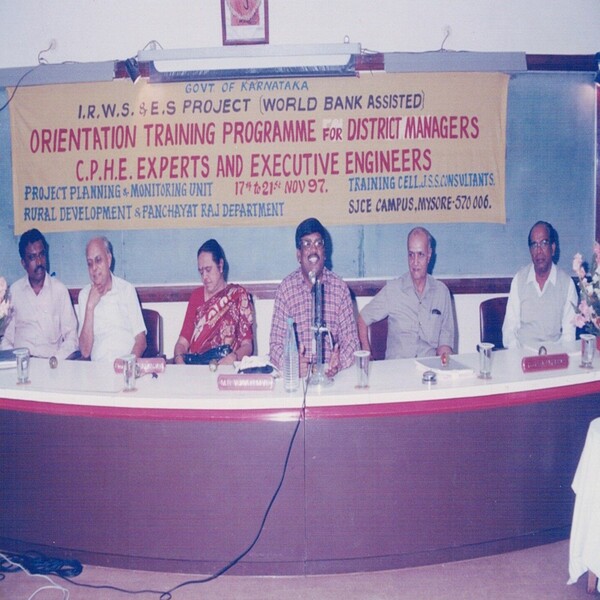 GOVT. OF KARNATAKA
I.R.W.S. & E.S PROJECT (WORLD BANK ASSISTED)
ORIENTATION TRAINING PROGRAMME FOR DISTRICT MANAGERS
C.P.H.E. EXPERTS AND EXECUTIVE ENGINEERS
PROJECT PLANNING & MONITORING UNIT 17TH to 21ST NOV 97. TRAINING CELL, J.S.S. CONSULTANTS.
RURAL DEVELOPMENT & PANCHAYAT RAJ DEPARTMENT SJCE CAMPUS, MYSORE-570 006.